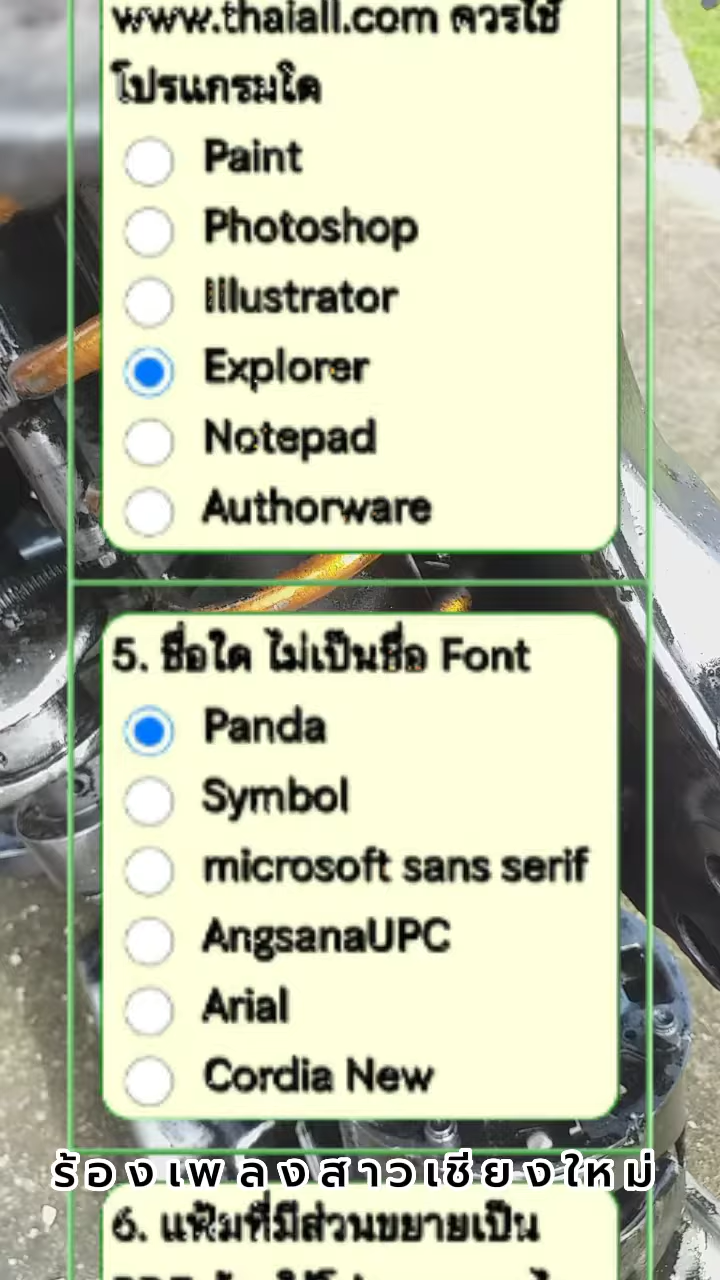 www.thaiall.com ควรใช้
โปรแกรมใด
Paint
Photoshop
Illustrator
Explorer
Notepad
Authorware
5. ชื่อใด ไม่เป็นชื่อ Font
Panda
Symbol
microsoft sans serif
AngsanaUPC
Arial
Cordia New
ร้องเพลงสาวเชียงใหม่
6. แฟ้มที่มีส่วนขยายเป็น